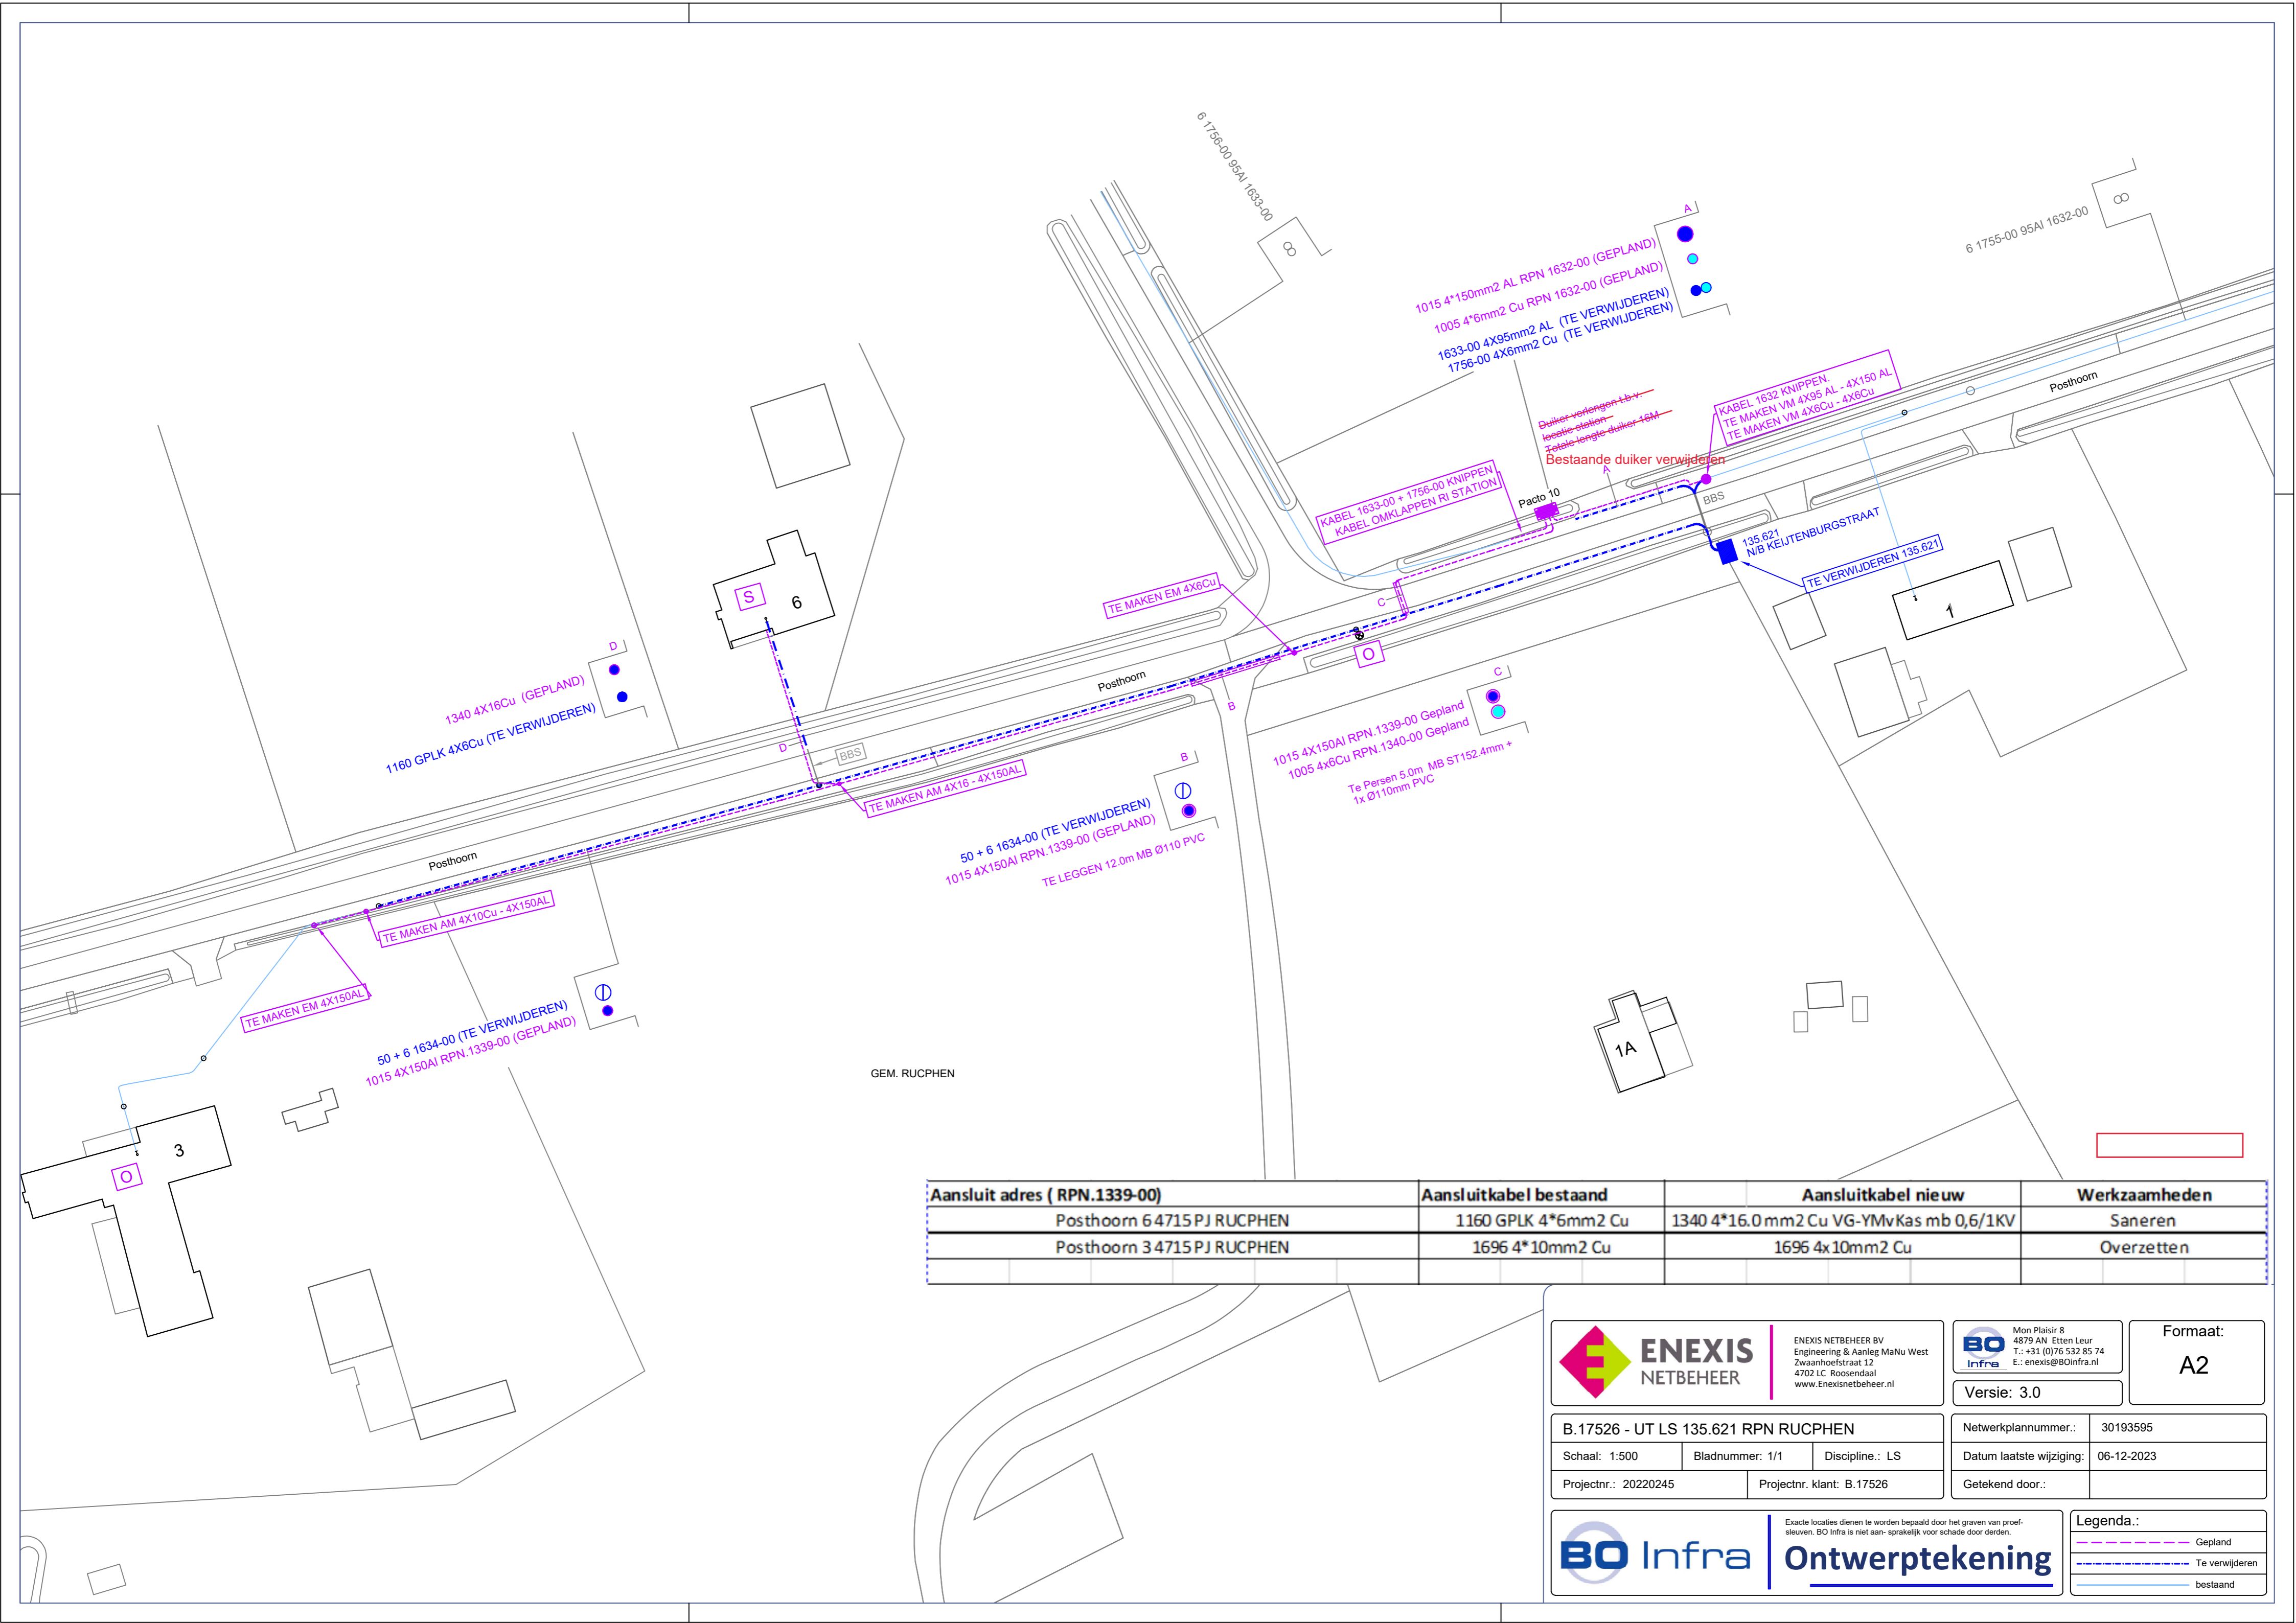 6 1756-00 95Al 1633-00
6 1755-00 95Al 1632-00
A
1015 4*150mm2 AL RPN 1632-00 (GEPLAND)
1005 4*6mm2 Cu RPN 1632-00 (GEPLAND)
1633-00 4X95mm2 AL (TE VERWIJDEREN)
1756-00 4X6mm2 Cu (TE VERWIJDEREN)
Duiker verlengen t.b.v.
locatie station
Totale lengte duiker 16M
Bestaande duiker verwijderen
A
KABEL 1632 KNIPPEN.
TE MAKEN VM 4X95 AL - 4X150 AL
TE MAKEN VM 4X6Cu - 4X6Cu
Posthoorn
KABEL 1633-00 + 1756-00 KNIPPEN
KABEL OMKLAPPEN RI STATION
Pacto 10
BBS
135.621
N/B KEIJTENBURGSTRAAT
TE VERWIJDEREN 135.621
1
TE MAKEN EM 4X6Cu
C
O
S
6
D
1340 4X16Cu (GEPLAND)
1160 GPLK 4X6Cu (TE VERWIJDEREN)
D
BBS
Posthoorn
B
TE MAKEN AM 4X16 - 4X150AL
C
1015 4X150Al RPN.1339-00 Gepland
1005 4x6Cu RPN.1340-00 Gepland
Te Persen 5.0m MB ST152.4mm +
1x Ø110mm PVC
B
50 + 6 1634-00 (TE VERWIJDEREN)
1015 4X150Al RPN.1339-00 (GEPLAND)
TE LEGGEN 12.0m MB Ø110 PVC
Posthoorn
TE MAKEN AM 4X10Cu - 4X150AL
TE MAKEN EM 4X150AL
50 + 6 1634-00 (TE VERWIJDEREN)
1015 4X150Al RPN.1339-00 (GEPLAND)
GEM. RUCPHEN
1A
3
O
Aansluit adres ( RPN.1339-00) Aansluitkabel bestaand Aansluitkabel nieuw Werkzaamheden
Posthoorn 6 4715 PJ RUCPHEN 1160 GPLK 4*6mm2 Cu 1340 4*16.0 mm2 Cu VG-YMvKas mb 0,6/1KV Saneren
Posthoorn 3 4715 PJ RUCPHEN 1696 4*10mm2 Cu 1696 4x10mm2 Cu Overzetten
ENEXIS
NETBEHEER
ENEXIS NETBEHEER BV
Engineering & Aanleg MaNu West
Zwaanhoefstraat 12
4702 LC Roosendaal
www.Enexisnetbeheer.nl
BO
Infra
Mon Plaisir 8
4879 AN Etten Leur
T.: +31 (0)76 532 85 74
E.: enexis@BOinfra.nl
Versie: 3.0
Formaat:
A2
B.17526 - UT LS 135.621 RPN RUCPHEN
Schaal: 1:500 Bladnummer: 1/1 Discipline.: LS
Projectnr.: 20220245 Projectnr. klant: B.17526
Netwerkplannummer.: 30193595
Datum laatste wijziging: 06-12-2023
Getekend door.:
BO Infra
Exacte locaties dienen te worden bepaald door het graven van proef-
sleuven. BO Infra is niet aan- sprakelijk voor schade door derden.
Ontwerptekening
Legenda.:
Gepland
Te verwijderen
bestaand